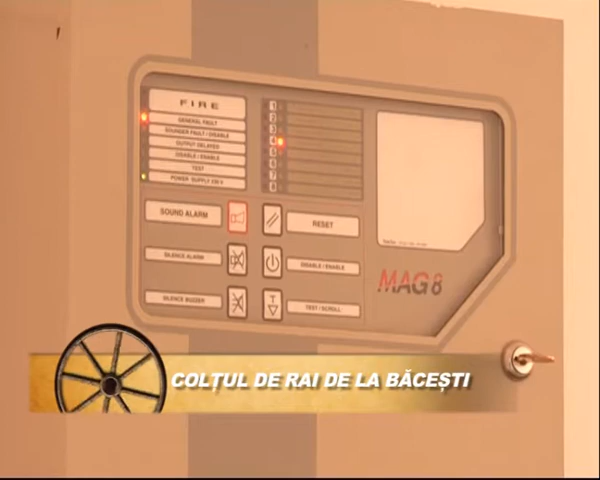 FIRE
GENERAL FAULT
SOUNDER FAULT / DISABLE
OUTPUT DELAYED
DISABLE / ENABLE
TEST
POWER SUPPLY 230 V
1
2
3
4
5
6
7
8
SOUND ALARM
RESET
SILENCE ALARM
DISABLE / ENABLE
MAG8
SILENCE BUZZER
T
TEST / SCROLL
COLȚUL DE RAI DE LA BĂCEȘTI